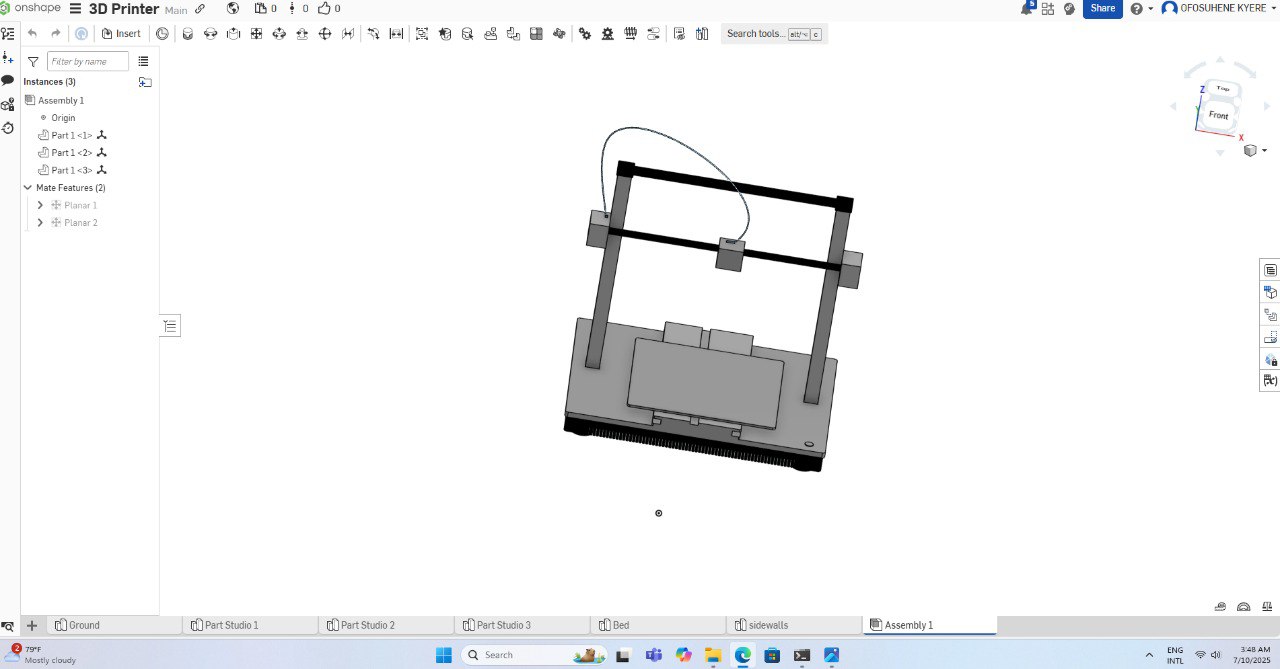 onshape 3D Printer Main 0 0 0 5 Share OFOSUHENE KYERE
Insert Search tools... alt/⌥ c
Filter by name
Instances (3)
Assembly 1
Origin
Part 1 <1>
Part 1 <2>
Part 1 <3>
Mate Features (2)
Planar 1
Planar 2
Z Top
Front
X
Ground Part Studio 1 Part Studio 2 Part Studio 3 Bed sidewalls Assembly 1
2 79°F
Mostly cloudy
Search
ENG
INTL
3:48 AM